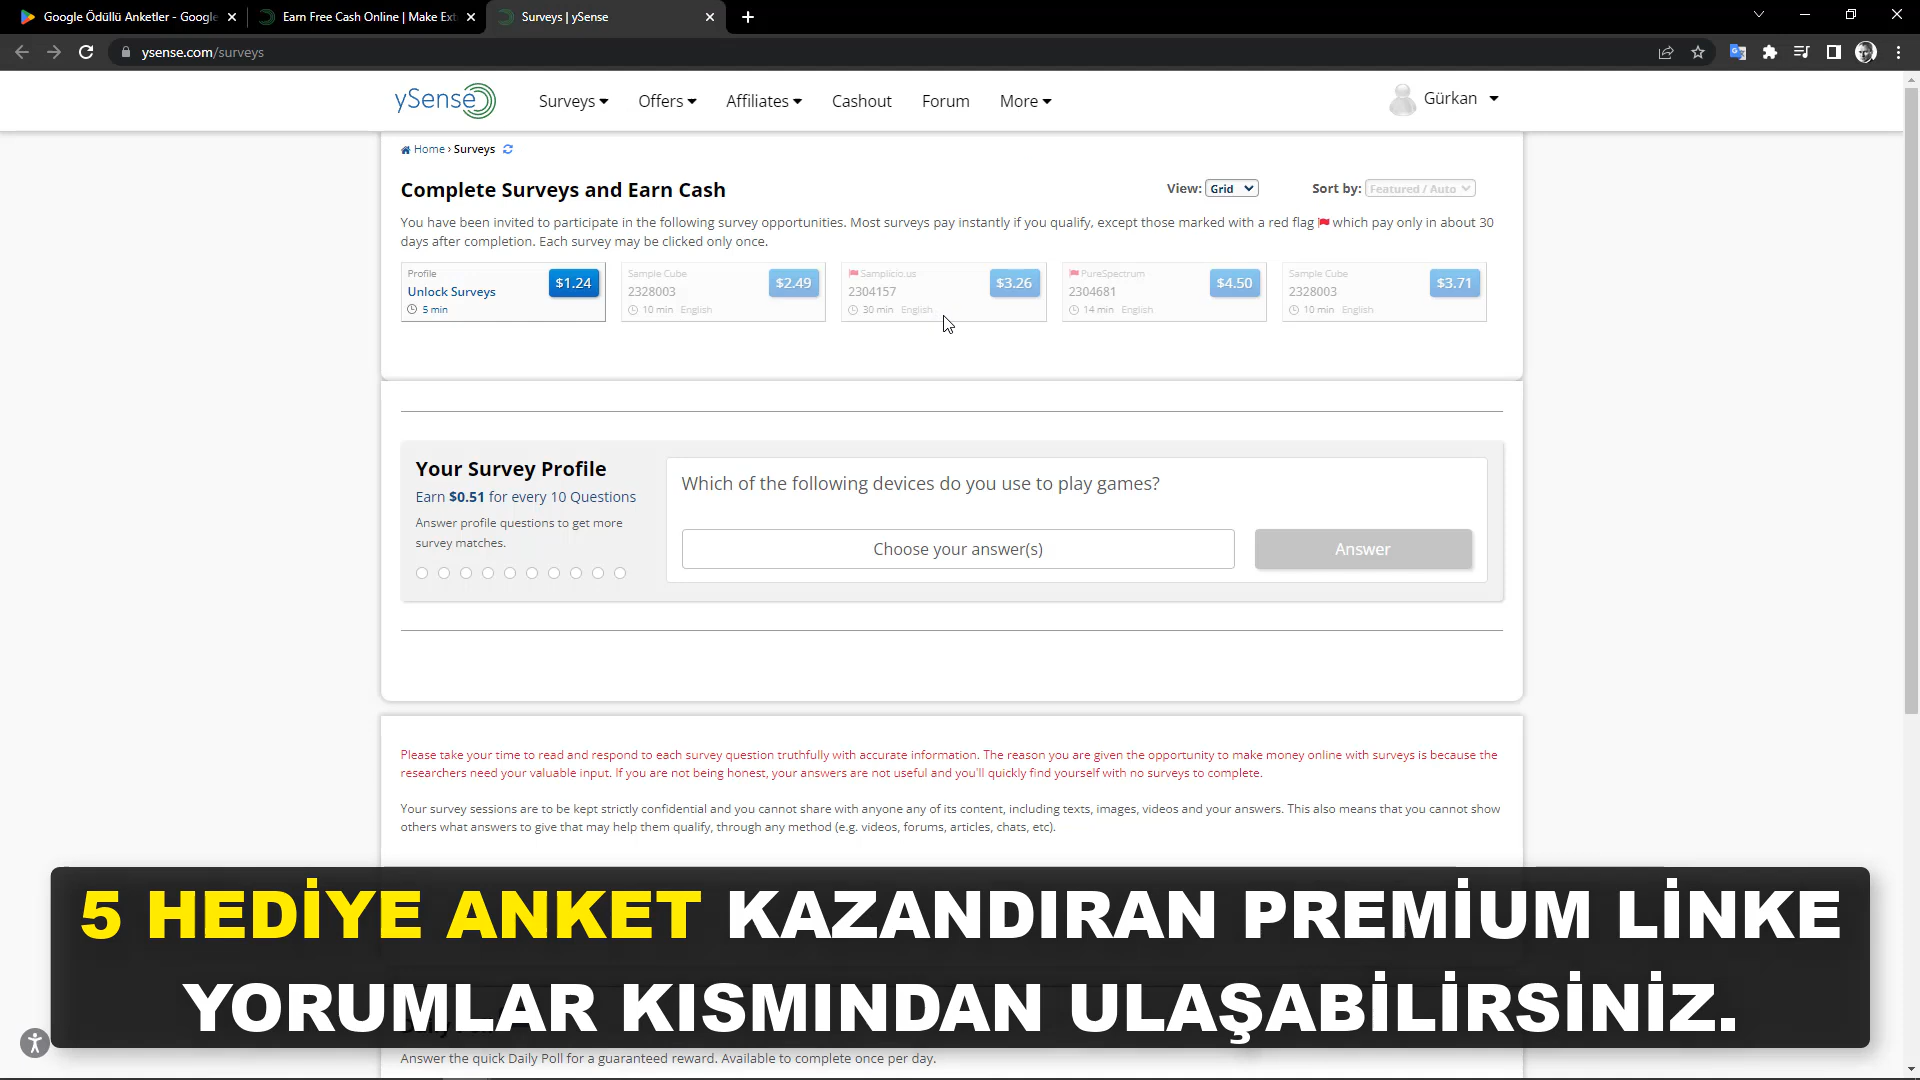 Google Ödüllü Anketler - Google
Earn Free Cash Online | Make Ext
Surveys | ySense
ysense.com/surveys
ySense
Surveys
Offers
Affiliates
Cashout
Forum
More
Gürkan
Home › Surveys
Complete Surveys and Earn Cash
View: Grid
Sort by: Featured / Auto
You have been invited to participate in the following survey opportunities. Most surveys pay instantly if you qualify, except those marked with a red flag which pay only in about 30
days after completion. Each survey may be clicked only once.
Profile
Unlock Surveys
5 min
$1.24
Sample Cube
2328003
10 min English
$2.49
Samplicio.us
2304157
30 min English
$3.26
PureSpectrum
2304681
14 min English
$4.50
Sample Cube
2328003
10 min English
$3.71
Your Survey Profile
Earn $0.51 for every 10 Questions
Answer profile questions to get more
survey matches.
Which of the following devices do you use to play games?
Choose your answer(s)
Answer
Please take your time to read and respond to each survey question truthfully with accurate information. The reason you are given the opportunity to make money online with surveys is because the
researchers need your valuable input. If you are not being honest, your answers are not useful and you'll quickly find yourself with no surveys to complete.
Your survey sessions are to be kept strictly confidential and you cannot share with anyone any of its content, including texts, images, videos and your answers. This also means that you cannot show
others what answers to give that may help them qualify, through any method (e.g. videos, forums, articles, chats, etc).
5 HEDİYE ANKET KAZANDIRAN PREMİUM LİNKE
YORUMLAR KISMINDAN ULAŞABİLİRSİNİZ.
Answer the quick Daily Poll for a guaranteed reward. Available to complete once per day.